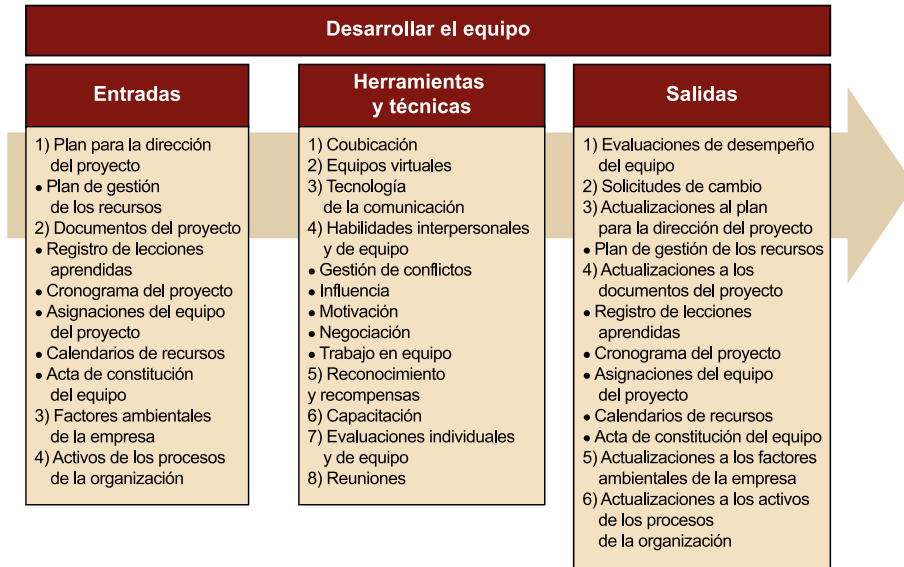 Desarrollar el equipo
Entradas
1) Plan para la dirección
del proyecto
• Plan de gestión
de los recursos
2) Documentos del proyecto
• Registro de lecciones
aprendidas
• Cronograma del proyecto
• Asignaciones del equipo
del proyecto
• Calendarios de recursos
• Acta de constitución
del equipo
3) Factores ambientales
de la empresa
4) Activos de los procesos
de la organización
Herramientas
y técnicas
1) Coubicación
2) Equipos virtuales
3) Tecnología
de la comunicación
4) Habilidades interpersonales
y de equipo
• Gestión de conflictos
• Influencia
• Motivación
• Negociación
• Trabajo en equipo
5) Reconocimiento
y recompensas
6) Capacitación
7) Evaluaciones individuales
y de equipo
8) Reuniones
Salidas
1) Evaluaciones de desempeño
del equipo
2) Solicitudes de cambio
3) Actualizaciones al plan
para la dirección del proyecto
• Plan de gestión de los recursos
4) Actualizaciones a los
documentos del proyecto
• Registro de lecciones
aprendidas
• Cronograma del proyecto
• Asignaciones del equipo
del proyecto
• Calendarios de recursos
• Acta de constitución del equipo
5) Actualizaciones a los factores
ambientales de la empresa
6) Actualizaciones a los activos
de los procesos
de la organización